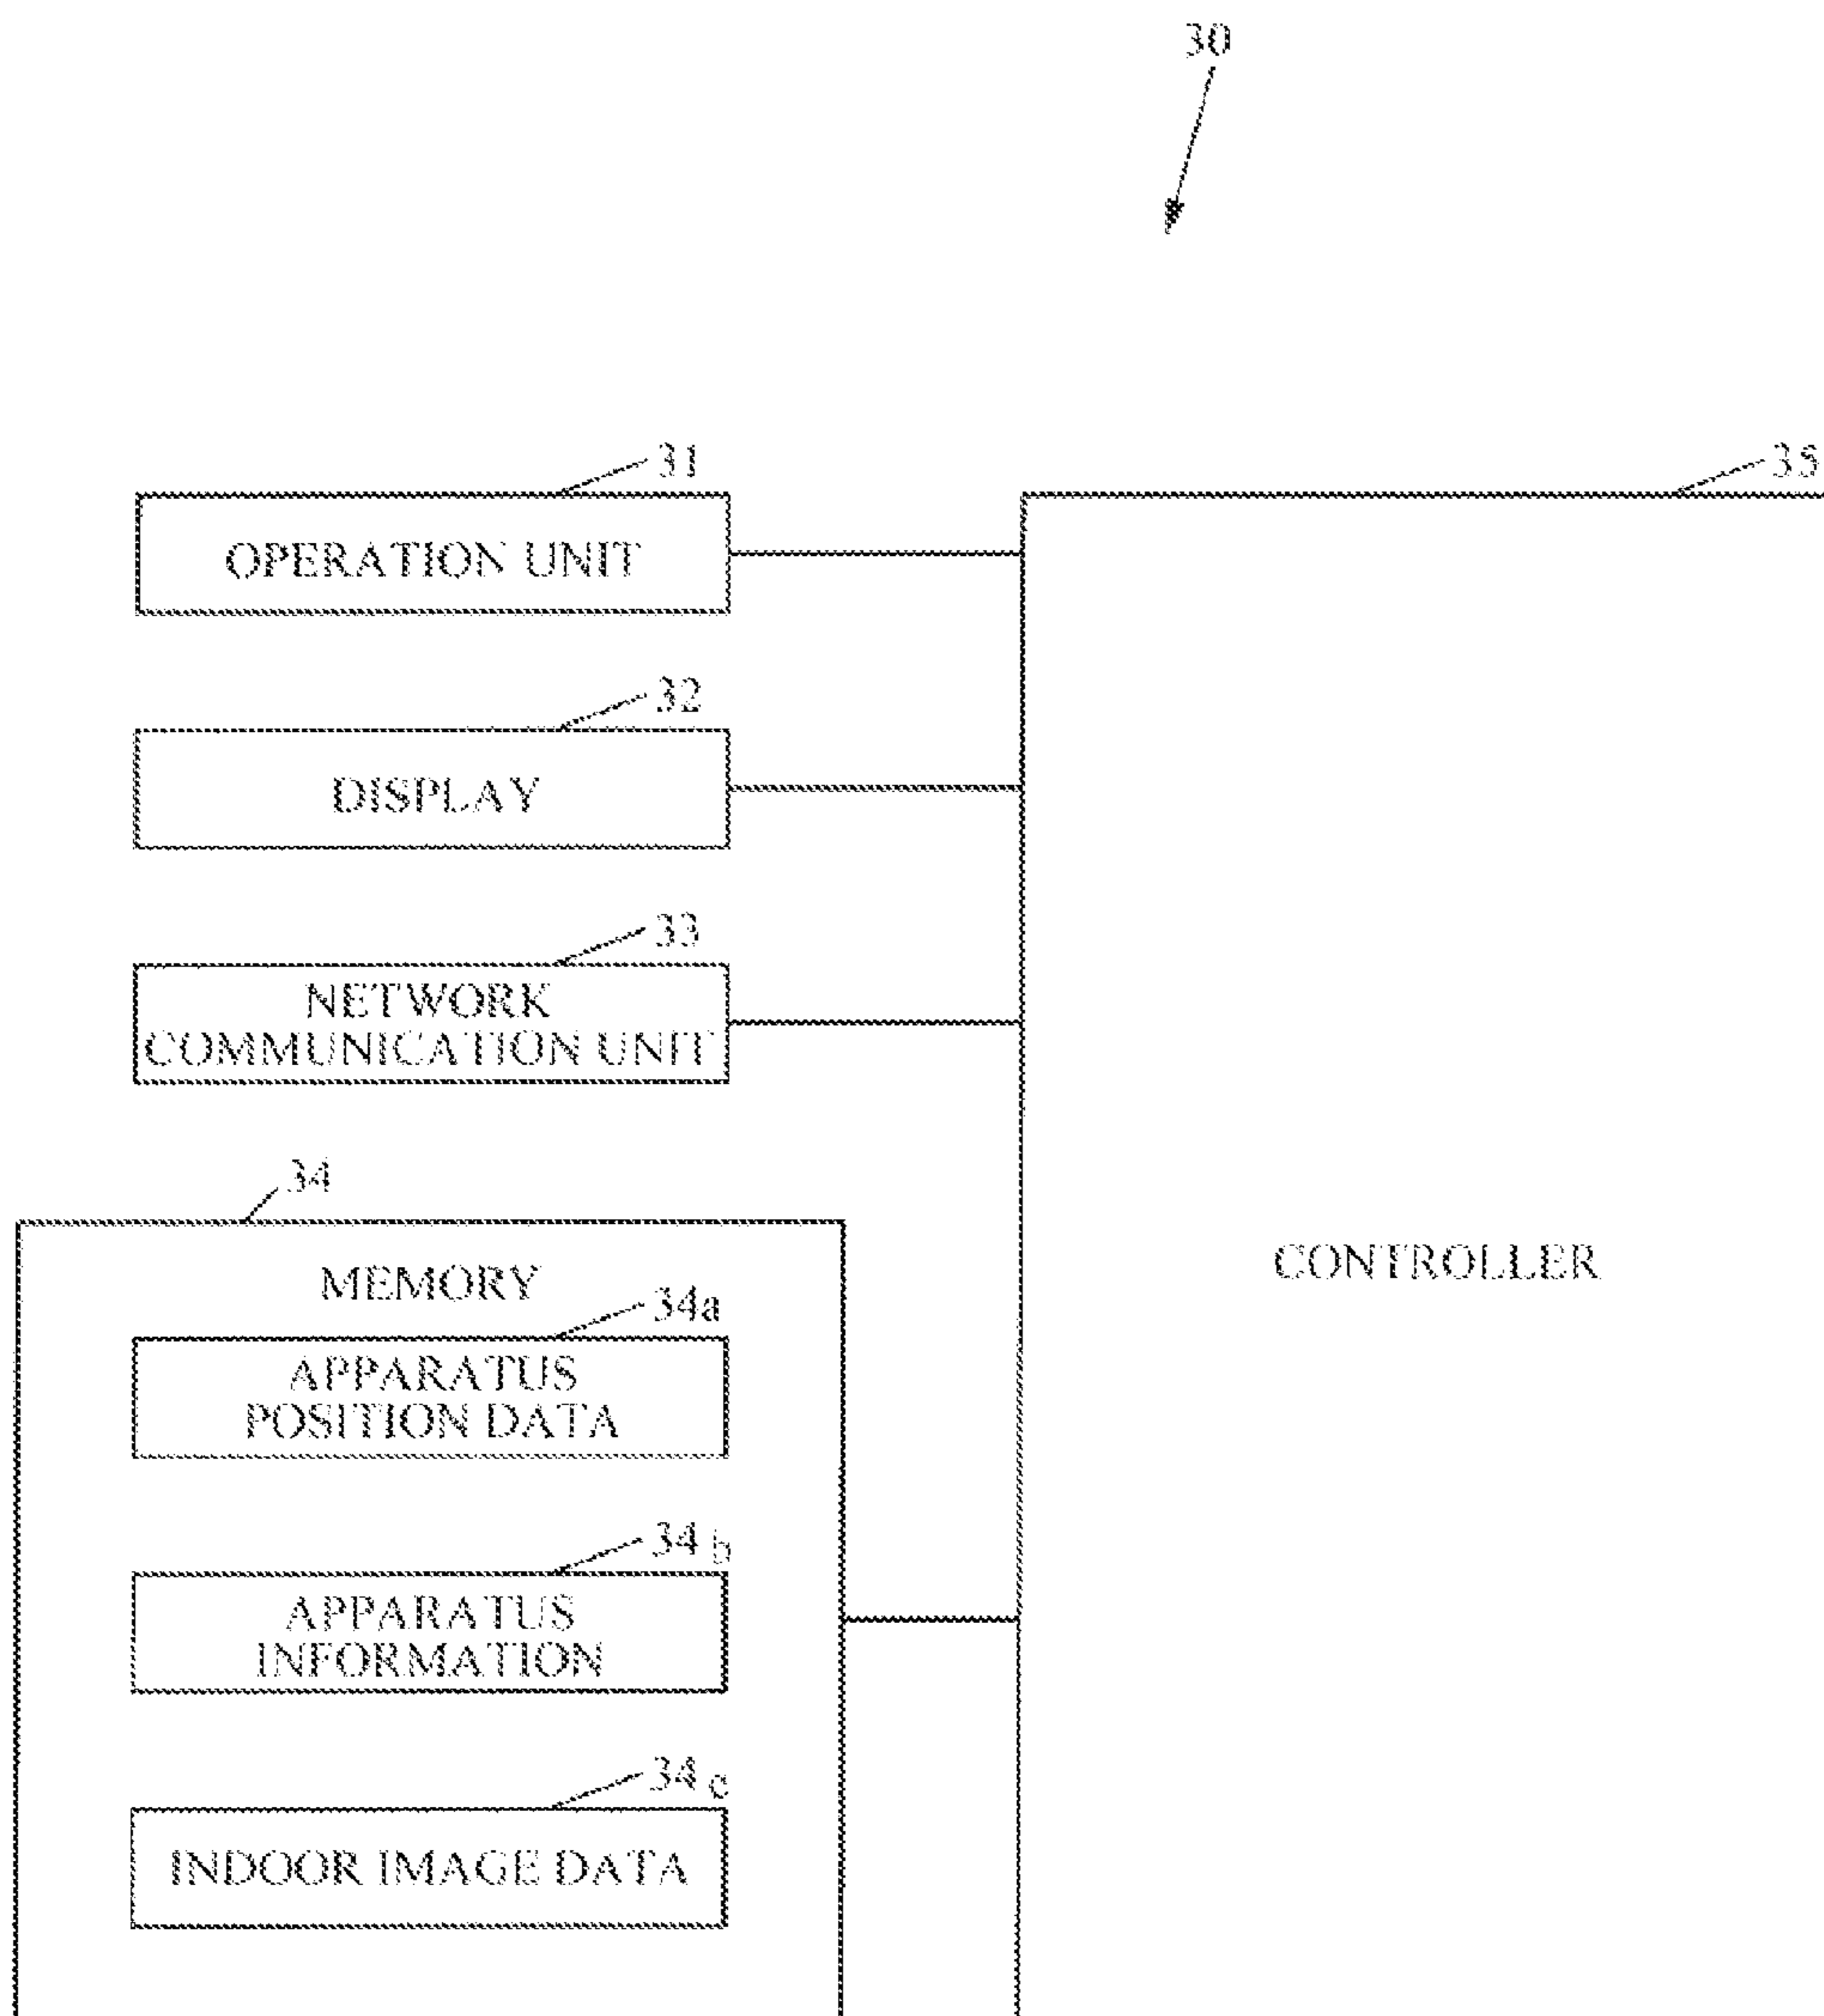 30
31
35
OPERATION UNIT
32
DISPLAY
33
NETWORK
COMMUNICATION UNIT
34
MEMORY
CONTROLLER
34a
APPARATUS
POSITION DATA
34b
APPARATUS
INFORMATION
34c
INDOOR IMAGE DATA